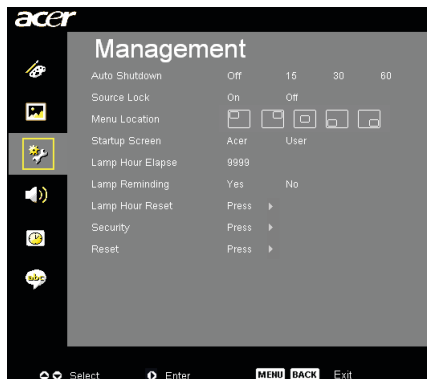 acer
Management
Auto Shutdown Off 15 30 60
Source Lock On Off
Menu Location
Startup Screen Acer User
Lamp Hour Elapse 9999
Lamp Reminding Yes No
Lamp Hour Reset Press
Security Press
Reset Press
abc
Select Enter MENU BACK Exit